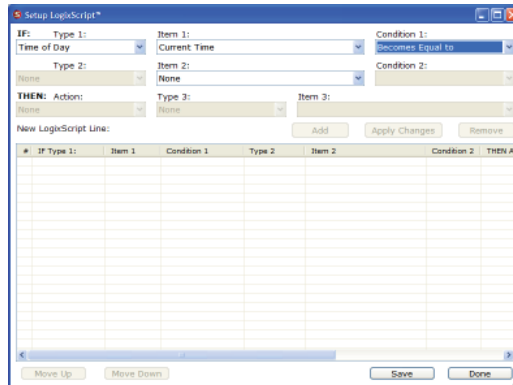 Setup LogixScript™
IF: Type 1: Item 1: Condition 1:
Time of Day Current Time Becomes Equal to
Type 2: Item 2: Condition 2:
None None
THEN: Action: Type 3: Item 3:
None None
New LogixScript Line: Add Apply Changes Remove
# IF Type 1: Item 1 Condition 1 Type 2 Item 2 Condition 2 THEN A
Move Up Move Down Save Done